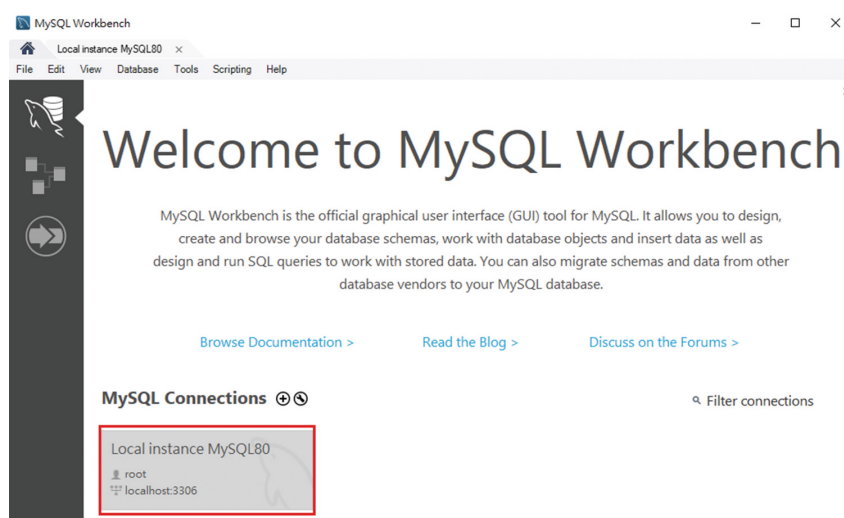 MySQL Workbench
Local instance MySQL80
File Edit View Database Tools Scripting Help
Welcome to MySQL Workbench
MySQL Workbench is the official graphical user interface (GUI) tool for MySQL. It allows you to design,
create and browse your database schemas, work with database objects and insert data as well as
design and run SQL queries to work with stored data. You can also migrate schemas and data from other
database vendors to your MySQL database.
Browse Documentation > Read the Blog > Discuss on the Forums >
MySQL Connections Filter connections
Local instance MySQL80
root
localhost:3306